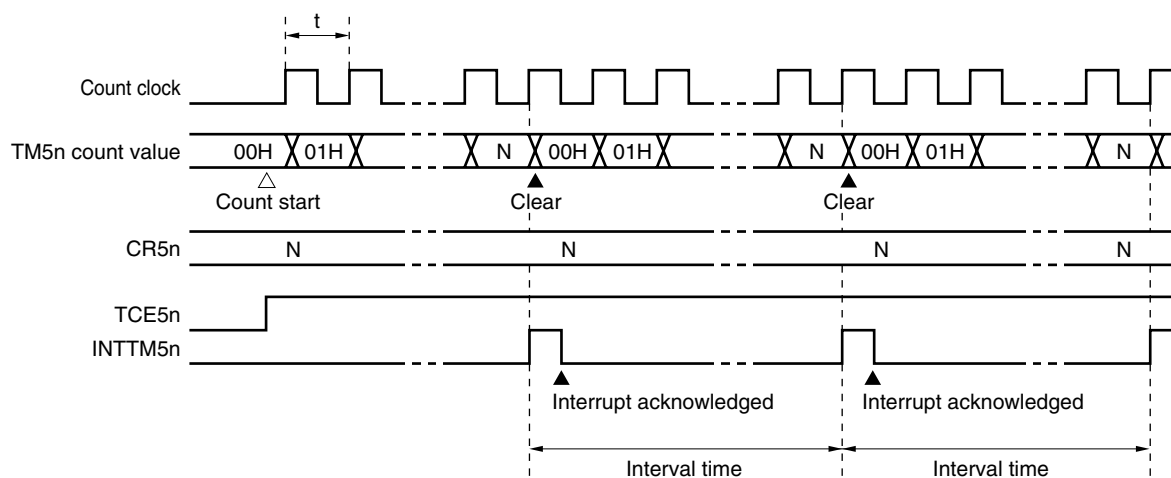 t
Count clock
TM5n count value 00H 01H N 00H 01H N 00H 01H N
Count start Clear Clear
CR5n N N N N
TCE5n
INTTM5n
Interrupt acknowledged Interrupt acknowledged
Interval time Interval time